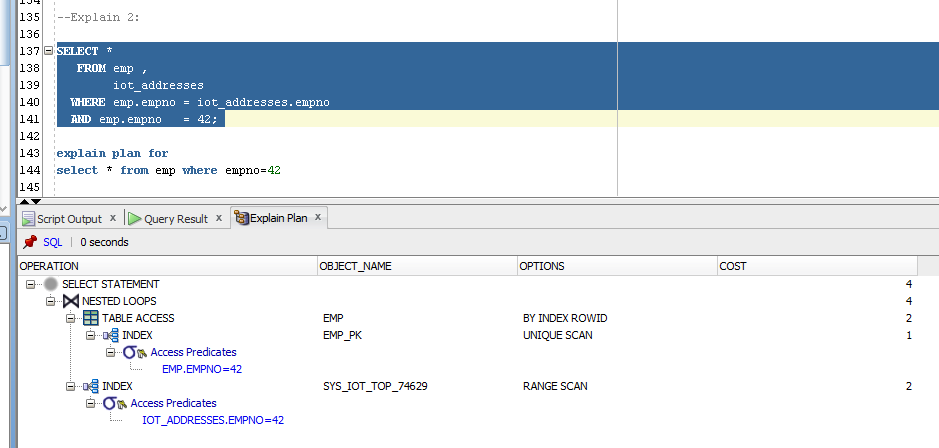 134
135 --Explain 2:
136
137 SELECT *
138 FROM emp ,
139 iot_addresses
140 WHERE emp.empno = iot_addresses.empno
141 AND emp.empno = 42;
142
143 explain plan for
144 select * from emp where empno=42
145
Script Output x Query Result x Explain Plan x
SQL | 0 seconds
OPERATION OBJECT_NAME OPTIONS COST
SELECT STATEMENT 4
NESTED LOOPS 4
TABLE ACCESS EMP BY INDEX ROWID 2
INDEX EMP_PK UNIQUE SCAN 1
Access Predicates
EMP.EMPNO=42
INDEX SYS_IOT_TOP_74629 RANGE SCAN 2
Access Predicates
IOT_ADDRESSES.EMPNO=42